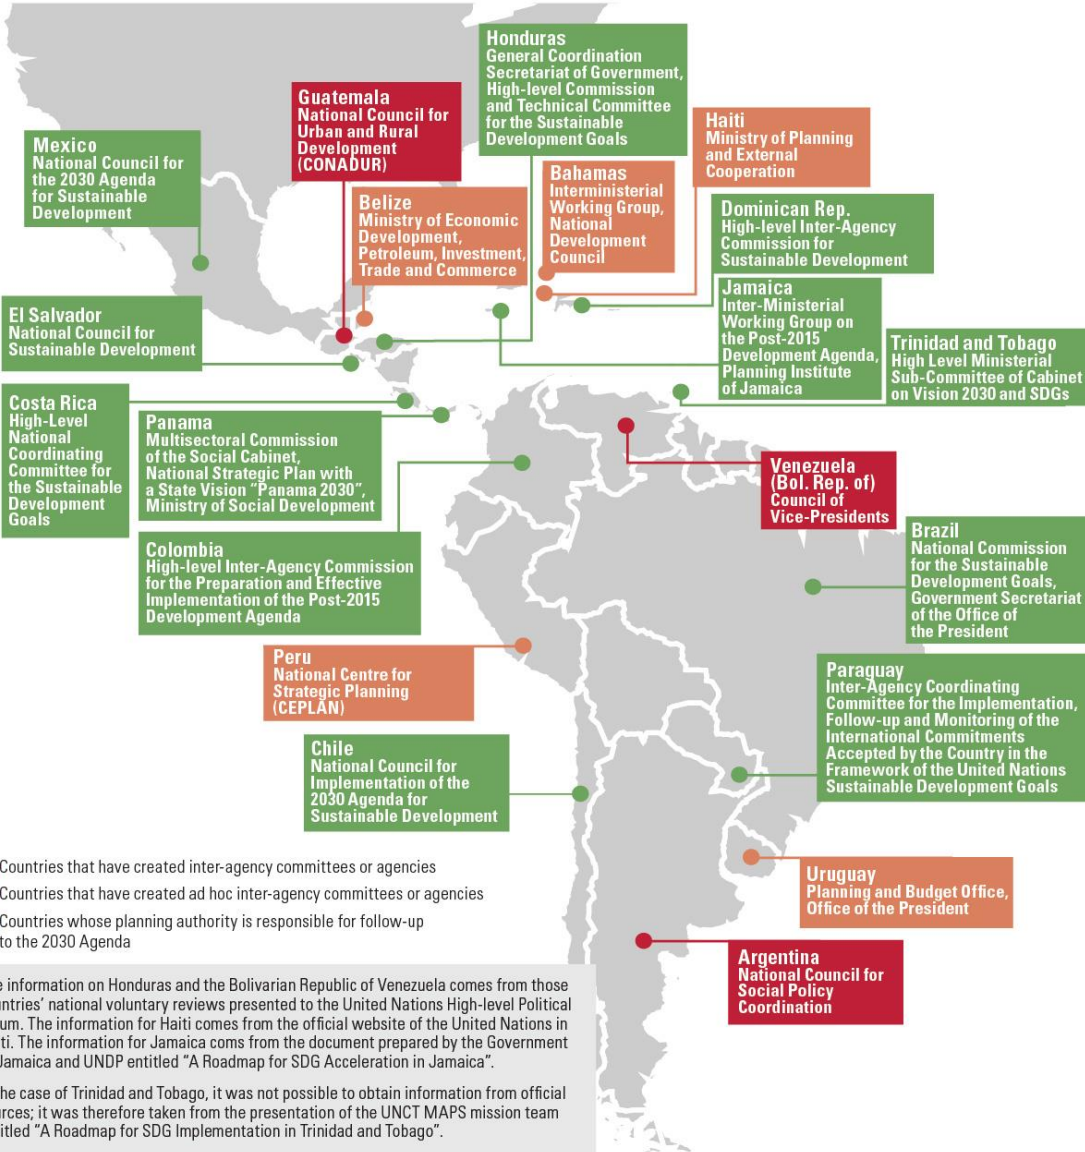 Honduras
General Coordination
Secretariat of Government,
High-level Commission
and Technical Committee
for the Sustainable
Development Goals
Guatemala
National Council for
Urban and Rural
Development
(CONADUR)
Haiti
Ministry of Planning
and External
Cooperation
Mexico
National Council for
the 2030 Agenda
for Sustainable
Development
Bahamas
Interministerial
Working Group,
National
Development
Council
Belize
Ministry of Economic
Development,
Petroleum, Investment,
Trade and Commerce
Dominican Rep.
High-level Inter-Agency
Commission for
Sustainable Development
Jamaica
Inter-Ministerial
Working Group on
the Post-2015
Development Agenda,
Planning Institute
of Jamaica
El Salvador
National Council for
Sustainable Development
Trinidad and Tobago
High Level Ministerial
Sub-Committee of Cabinet
on Vision 2030 and SDGs
Costa Rica
High-Level
National
Coordinating
Committee for
the Sustainable
Development
Goals
Panama
Multisectoral Commission
of the Social Cabinet,
National Strategic Plan with
a State Vision "Panama 2030",
Ministry of Social Development
Venezuela
(Bol. Rep. of)
Council of
Vice-Presidents
Brazil
National Commission
for the Sustainable
Development Goals,
Government Secretariat
of the Office of
the President
Colombia
High-level Inter-Agency Commission
for the Preparation and Effective
Implementation of the Post-2015
Development Agenda
Peru
National Centre for
Strategic Planning
(CEPLAN)
Paraguay
Inter-Agency Coordinating
Committee for the Implementation,
Follow-up and Monitoring of the
International Commitments
Accepted by the Country in the
Framework of the United Nations
Sustainable Development Goals
Chile
National Council for
Implementation of the
2030 Agenda for
Sustainable Development
Uruguay
Planning and Budget Office,
Office of the President
Argentina
National Council for
Social Policy
Coordination
Countries that have created inter-agency committees or agencies
Countries that have created ad hoc inter-agency committees or agencies
Countries whose planning authority is responsible for follow-up
to the 2030 Agenda
information on Honduras and the Bolivarian Republic of Venezuela comes from those
untries' national voluntary reviews presented to the United Nations High-level Political
um. The information for Haiti comes from the official website of the United Nations in
ti. The information for Jamaica coms from the document prepared by the Government
Jamaica and UNDP entitled "A Roadmap for SDG Acceleration in Jamaica".
he case of Trinidad and Tobago, it was not possible to obtain information from official
urces; it was therefore taken from the presentation of the UNCT MAPS mission team
titled "A Roadmap for SDG Implementation in Trinidad and Tobago".